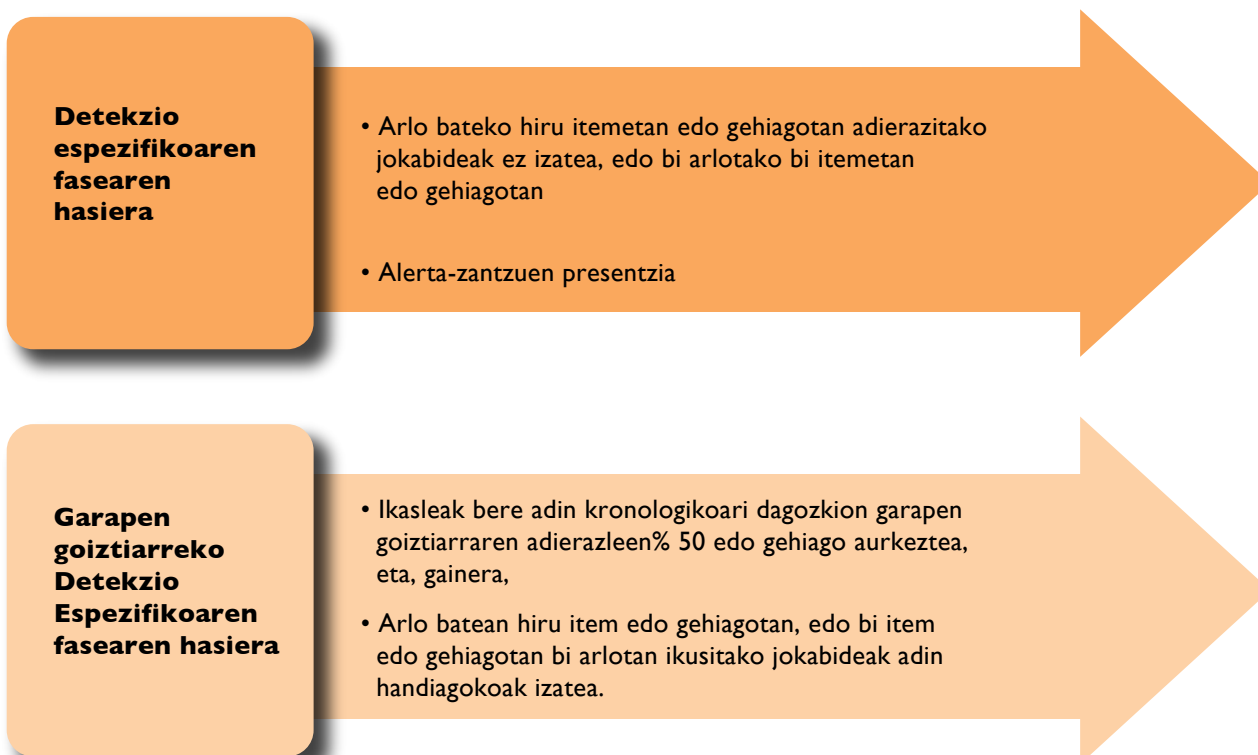 Detekzio
espezifikoaren
fasearen
hasiera
• Arlo bateko hiru itemetan edo gehiagotan adierazitako
jokabideak ez izatea, edo bi arlotako bi itemetan
edo gehiagotan
• Alerta-zantzuen presentzia
Garapen
goiztiarreko
Detekzio
Espezifikoaren
fasearen hasiera
• Ikasleak bere adin kronologikoari dagozkion garapen
goiztiarraren adierazleen% 50 edo gehiago aurkeztea,
eta, gainera,
• Arlo batean hiru item edo gehiagotan, edo bi item
edo gehiagotan bi arlotan ikusitako jokabideak adin
handiagokoak izatea.